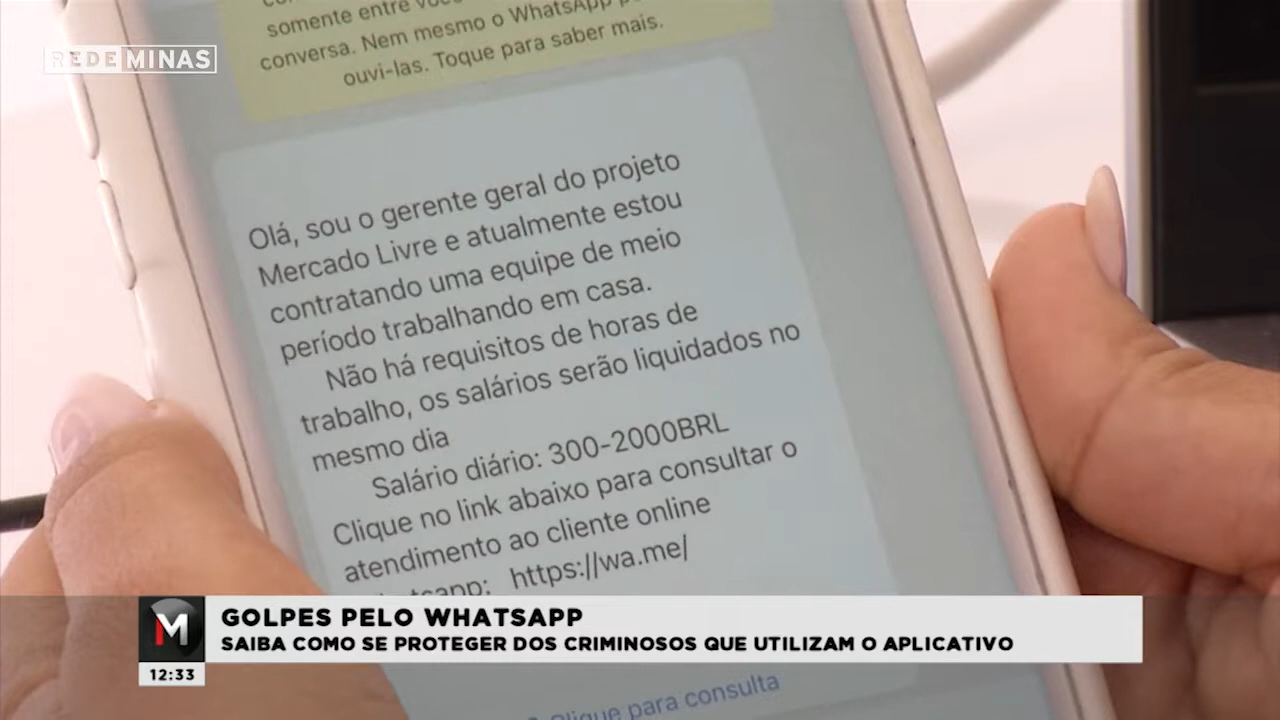 somente entre
conversa. Nem mesmo o WhatsApp
ouvi-las. Toque para saber mais.
REDE MINAS
Olá, sou o gerente geral do projeto
Mercado Livre e atualmente estou
contratando uma equipe de meio
período trabalhando em casa.
Não há requisitos de horas de
trabalho, os salários serão liquidados no
mesmo dia
Salário diário: 300-2000BRL
Clique no link abaixo para consultar o
atendimento ao cliente online
https://wa.me/
M
GOLPES PELO WHATSAPP
SAIBA COMO SE PROTEGER DOS CRIMINOSOS QUE UTILIZAM O APLICATIVO
12:33
Clique para consulta